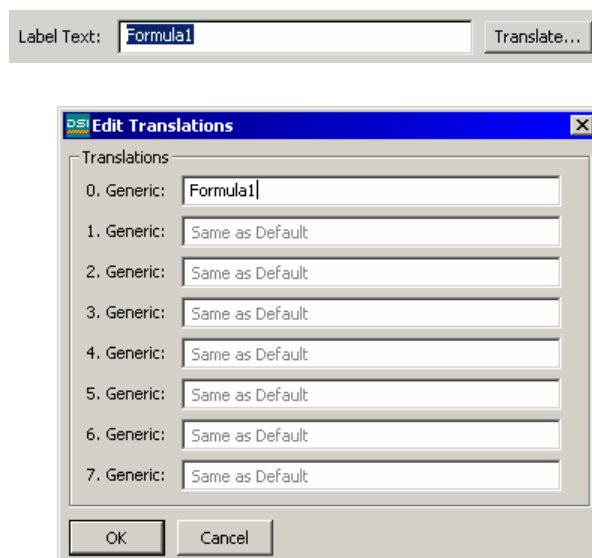 Label Text: Formula1 Translate...
DSI Edit Translations
Translations
0. Generic: Formula1
1. Generic: Same as Default
2. Generic: Same as Default
3. Generic: Same as Default
4. Generic: Same as Default
5. Generic: Same as Default
6. Generic: Same as Default
7. Generic: Same as Default
OK Cancel